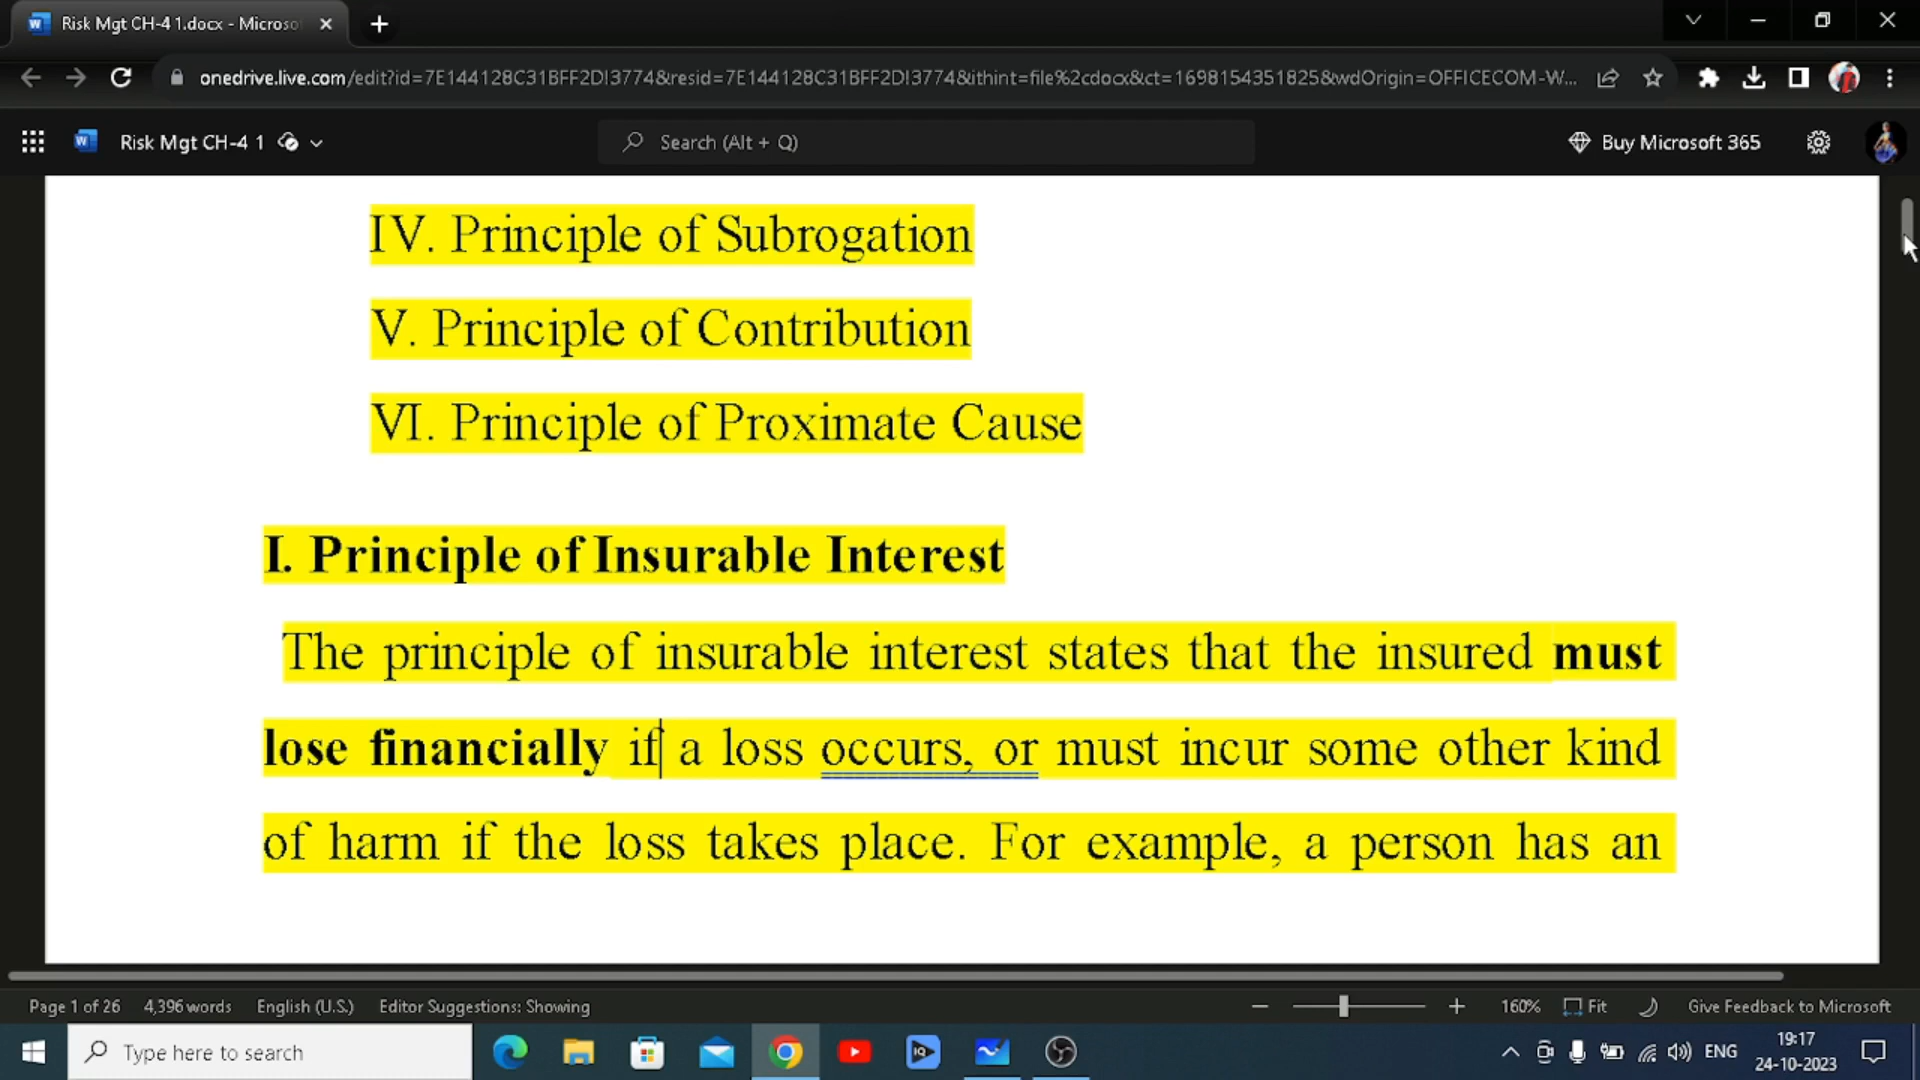 Risk Mgt CH-4 1.docx - Microso
onedrive.live.com/edit?id=7E144128C31BFF2D!3774&resid=7E144128C31BFF2D!3774&ithint=file%2cdocx&ct=1698154351825&wdOrigin=OFFICECOM-W...
Risk Mgt CH-4 1
Search (Alt + Q)
Buy Microsoft 365
IV. Principle of Subrogation
V. Principle of Contribution
VI. Principle of Proximate Cause
I. Principle of Insurable Interest
The principle of insurable interest states that the insured must
lose financially if a loss occurs, or must incur some other kind
of harm if the loss takes place. For example, a person has an
Page 1 of 26 4,396 words English (U.S.) Editor Suggestions: Showing 160% Fit Give Feedback to Microsoft
Type here to search
ENG
19:17
24-10-2023